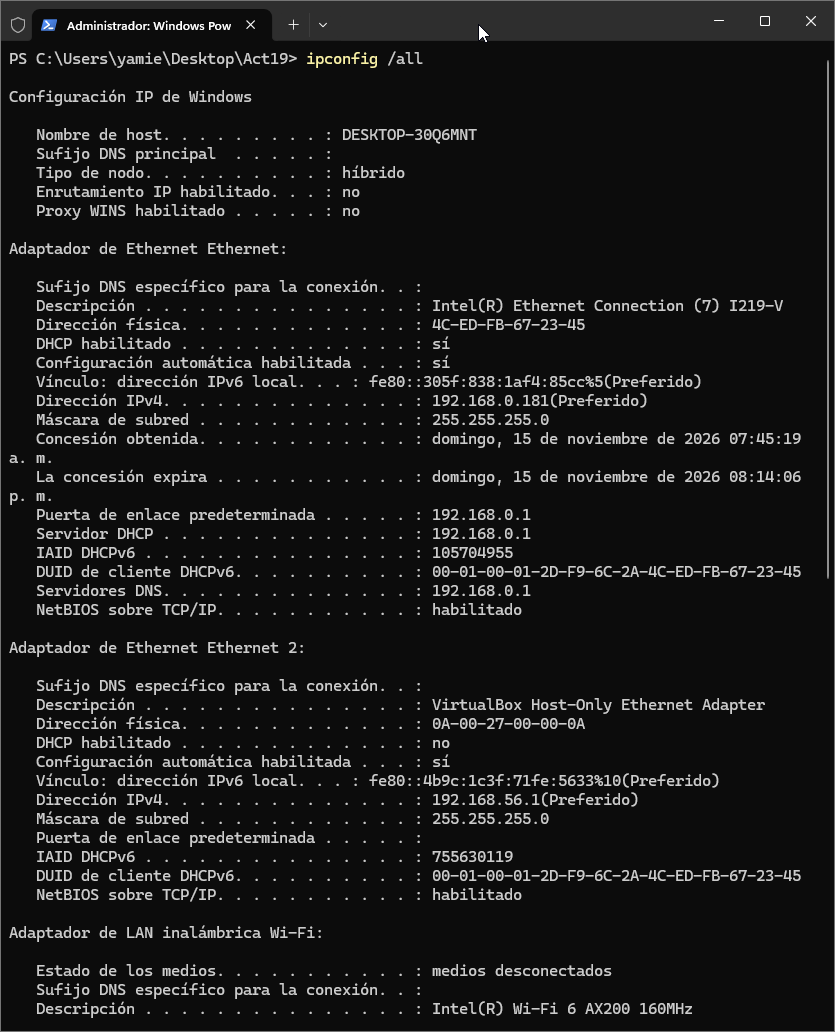 Administrador: Windows Pow
PS C:\Users\yamie\Desktop\Act19> ipconfig /all
Configuración IP de Windows
Nombre de host. . . . . . . . . : DESKTOP-30Q6MNT
Sufijo DNS principal  . . . . . :
Tipo de nodo. . . . . . . . . . : híbrido
Enrutamiento IP habilitado. . . : no
Proxy WINS habilitado . . . . . : no
Adaptador de Ethernet Ethernet:
Sufijo DNS específico para la conexión. . :
Descripción . . . . . . . . . . . . . . . : Intel(R) Ethernet Connection (7) I219-V
Dirección física. . . . . . . . . . . . . : 4C-ED-FB-67-23-45
DHCP habilitado . . . . . . . . . . . . . : sí
Configuración automática habilitada . . . : sí
Vínculo: dirección IPv6 local. . . : fe80::305f:838:1af4:85cc%5(Preferido)
Dirección IPv4. . . . . . . . . . . . . . : 192.168.0.181(Preferido)
Máscara de subred . . . . . . . . . . . . : 255.255.255.0
Concesión obtenida. . . . . . . . . . . . : domingo, 15 de noviembre de 2026 07:45:19
a. m.
La concesión expira . . . . . . . . . . . : domingo, 15 de noviembre de 2026 08:14:06
p. m.
Puerta de enlace predeterminada . . . . . : 192.168.0.1
Servidor DHCP . . . . . . . . . . . . . . : 192.168.0.1
IAID DHCPv6 . . . . . . . . . . . . . . . : 105704955
DUID de cliente DHCPv6. . . . . . . . . . : 00-01-00-01-2D-F9-6C-2A-4C-ED-FB-67-23-45
Servidores DNS. . . . . . . . . . . . . . : 192.168.0.1
NetBIOS sobre TCP/IP. . . . . . . . . . . : habilitado
Adaptador de Ethernet Ethernet 2:
Sufijo DNS específico para la conexión. . :
Descripción . . . . . . . . . . . . . . . : VirtualBox Host-Only Ethernet Adapter
Dirección física. . . . . . . . . . . . . : 0A-00-27-00-00-0A
DHCP habilitado . . . . . . . . . . . . . : no
Configuración automática habilitada . . . : sí
Vínculo: dirección IPv6 local. . . : fe80::4b9c:1c3f:71fe:5633%10(Preferido)
Dirección IPv4. . . . . . . . . . . . . . : 192.168.56.1(Preferido)
Máscara de subred . . . . . . . . . . . . : 255.255.255.0
Puerta de enlace predeterminada . . . . . :
IAID DHCPv6 . . . . . . . . . . . . . . . : 755630119
DUID de cliente DHCPv6. . . . . . . . . . : 00-01-00-01-2D-F9-6C-2A-4C-ED-FB-67-23-45
NetBIOS sobre TCP/IP. . . . . . . . . . . : habilitado
Adaptador de LAN inalámbrica Wi-Fi:
Estado de los medios. . . . . . . . . . . : medios desconectados
Sufijo DNS específico para la conexión. . :
Descripción . . . . . . . . . . . . . . . : Intel(R) Wi-Fi 6 AX200 160MHz